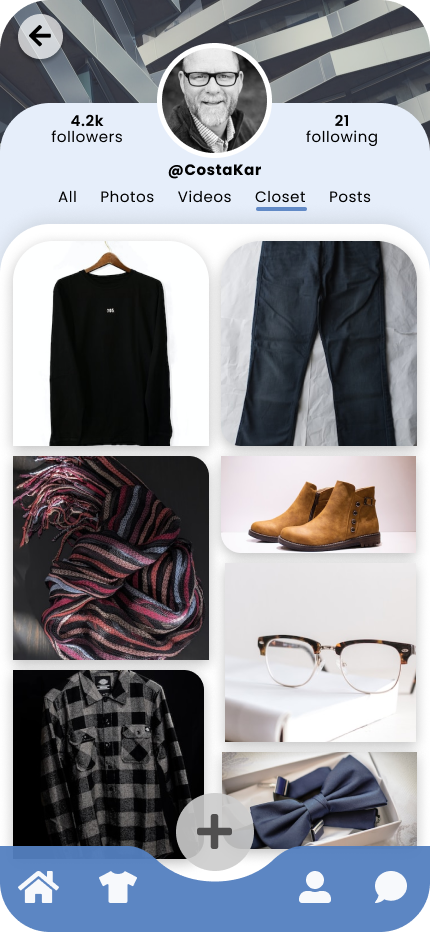 4.2k
followers
21
following
@CostaKar
All Photos Videos Closet Posts